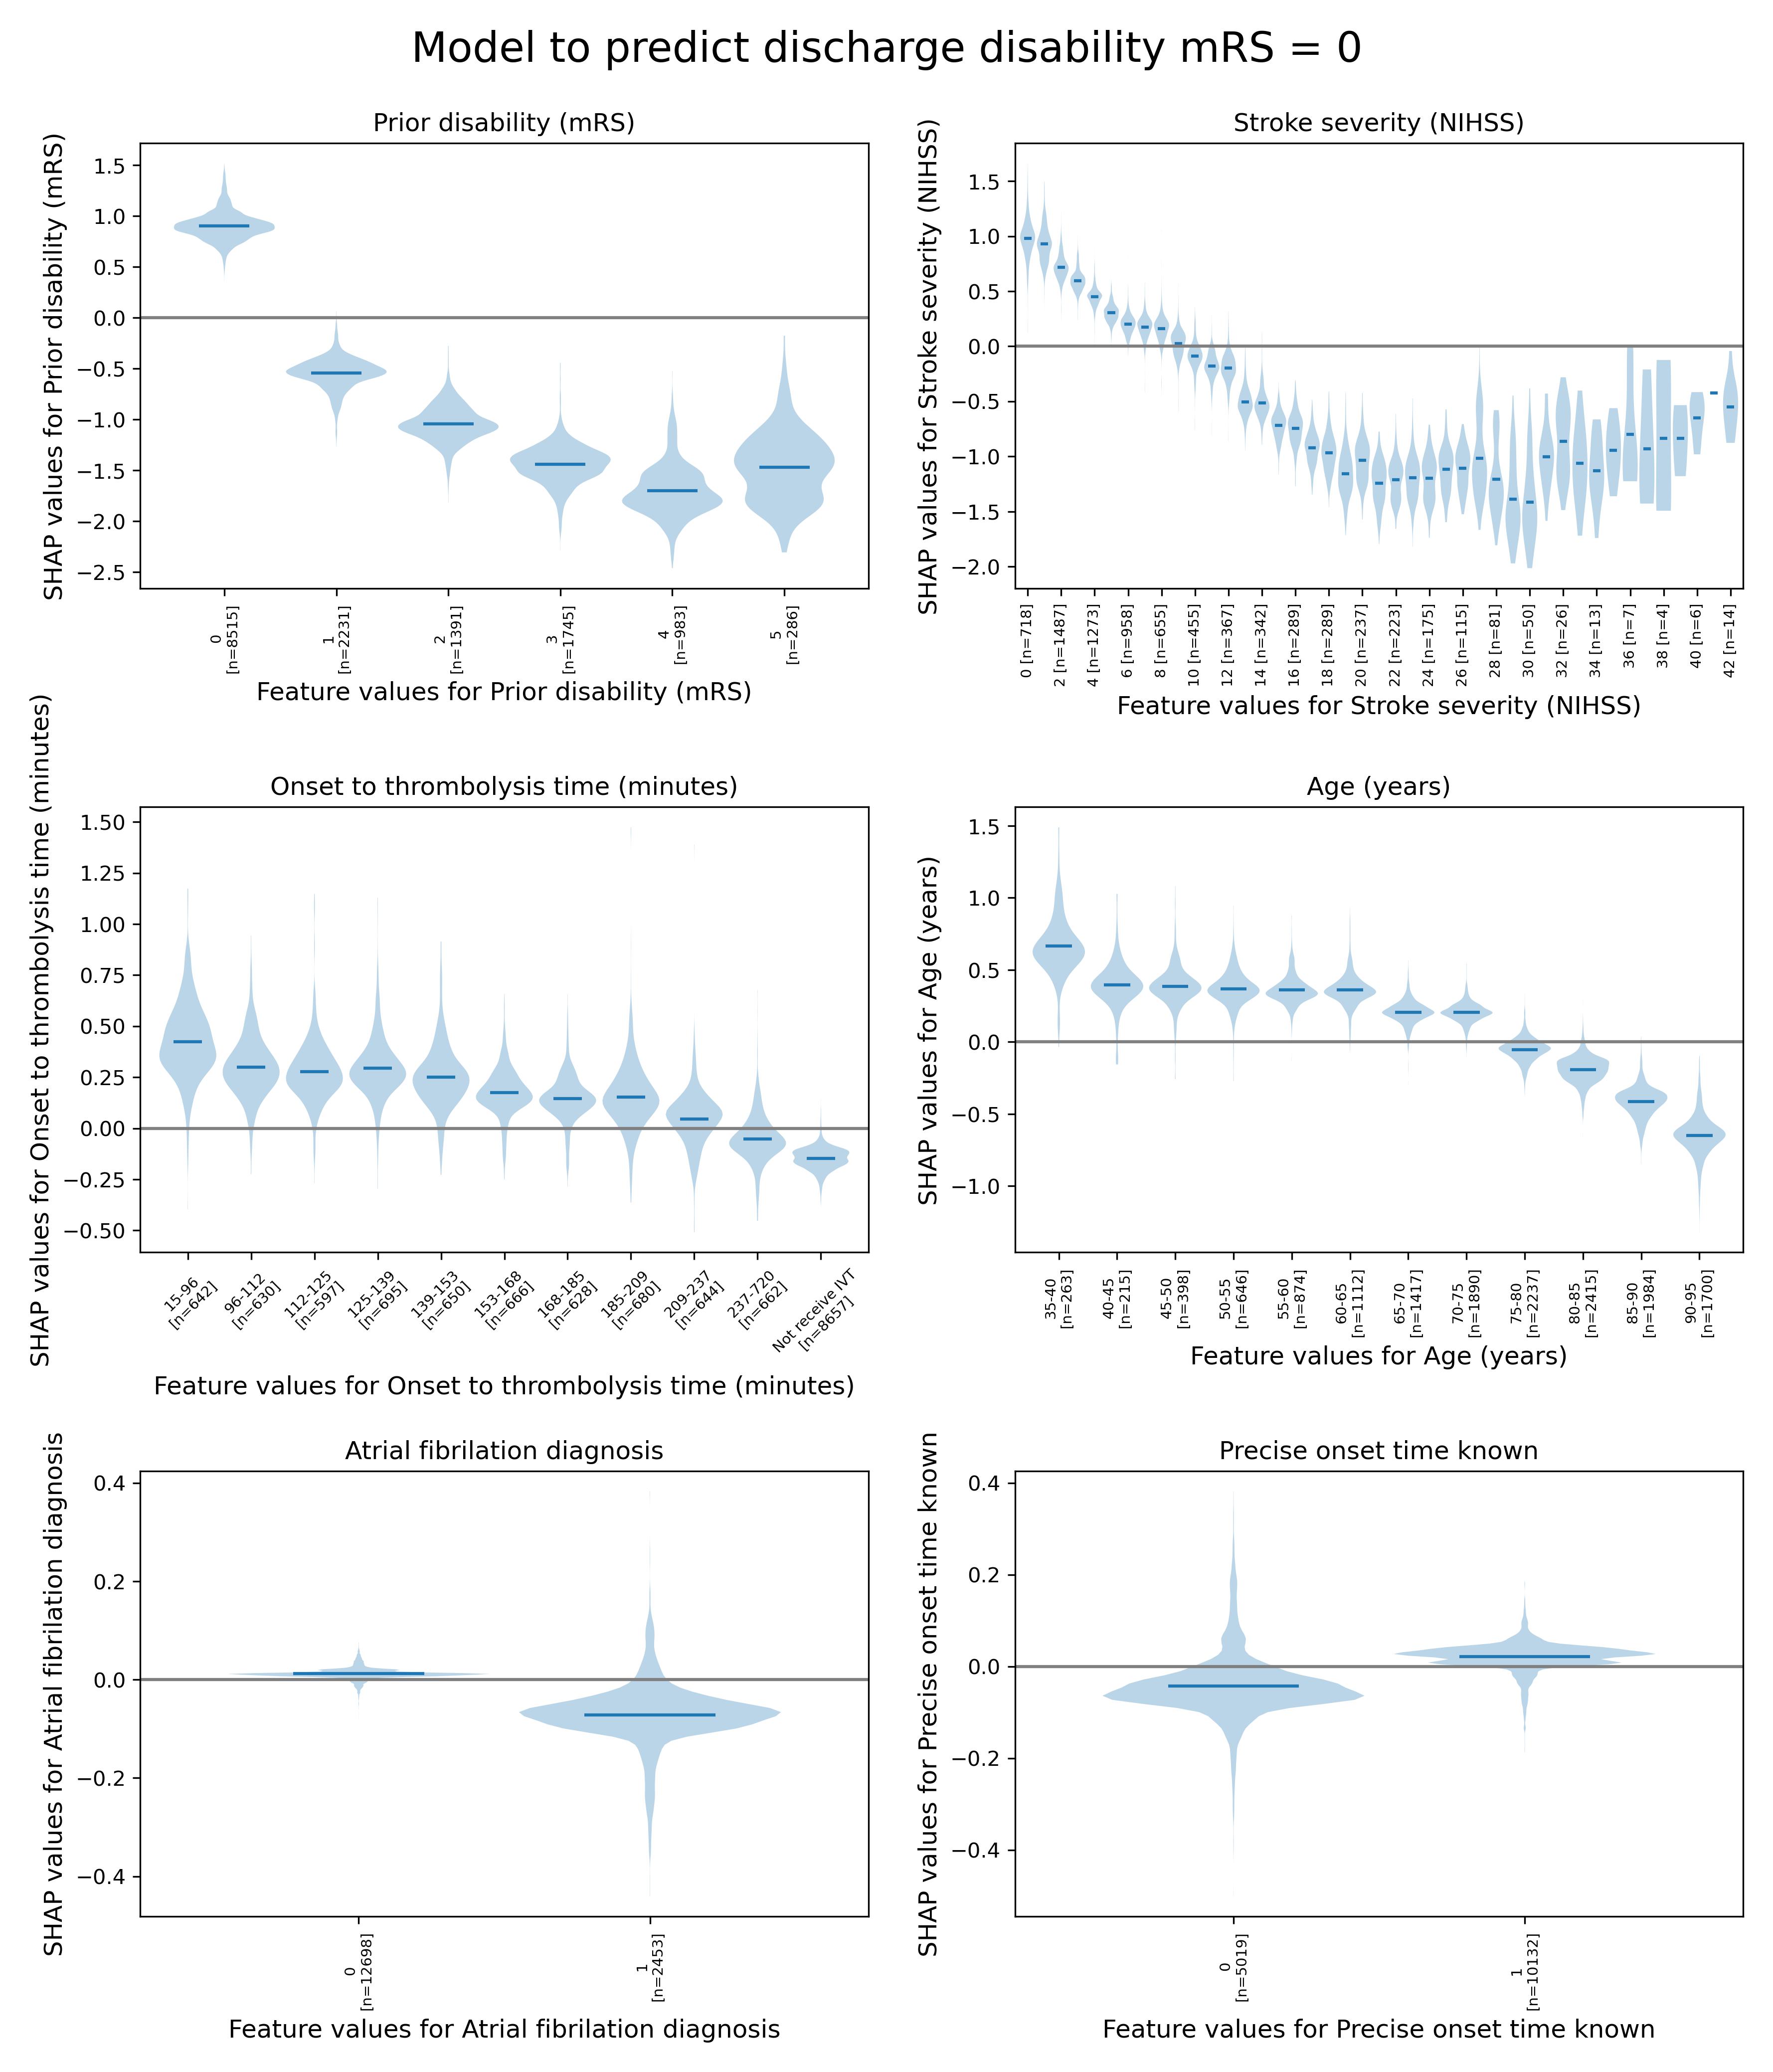 Model to predict discharge disability mRS = 0
Prior disability (mRS)
SHAP values for Prior disability (mRS)
1.5
1.0
0.5
0.0
−0.5
−1.0
−1.5
−2.0
−2.5
0
[n=8515]
1
[n=2231]
2
[n=1391]
3
[n=1745]
4
[n=983]
5
[n=286]
Feature values for Prior disability (mRS)
Stroke severity (NIHSS)
SHAP values for Stroke severity (NIHSS)
1.5
1.0
0.5
0.0
−0.5
−1.0
−1.5
−2.0
0 [n=718]
2 [n=1487]
4 [n=1273]
6 [n=958]
8 [n=655]
10 [n=455]
12 [n=367]
14 [n=342]
16 [n=289]
18 [n=289]
20 [n=237]
22 [n=223]
24 [n=175]
26 [n=115]
28 [n=81]
30 [n=50]
32 [n=26]
34 [n=13]
36 [n=7]
38 [n=4]
40 [n=6]
42 [n=14]
Feature values for Stroke severity (NIHSS)
Onset to thrombolysis time (minutes)
SHAP values for Onset to thrombolysis time (minutes)
1.50
1.25
1.00
0.75
0.50
0.25
0.00
−0.25
−0.50
15-96
[n=642]
96-112
[n=630]
112-125
[n=597]
125-139
[n=695]
139-153
[n=650]
153-168
[n=666]
168-185
[n=628]
185-209
[n=680]
209-237
[n=644]
237-720
[n=662]
Not receive IVT
[n=8657]
Feature values for Onset to thrombolysis time (minutes)
Age (years)
SHAP values for Age (years)
1.5
1.0
0.5
0.0
−0.5
−1.0
35-40
[n=263]
40-45
[n=215]
45-50
[n=398]
50-55
[n=646]
55-60
[n=874]
60-65
[n=1112]
65-70
[n=1417]
70-75
[n=1890]
75-80
[n=2237]
80-85
[n=2415]
85-90
[n=1984]
90-95
[n=1700]
Feature values for Age (years)
Atrial fibrilation diagnosis
SHAP values for Atrial fibrilation diagnosis
0.4
0.2
0.0
−0.2
−0.4
0
[n=12698]
1
[n=2453]
Feature values for Atrial fibrilation diagnosis
Precise onset time known
SHAP values for Precise onset time known
0.4
0.2
0.0
−0.2
−0.4
0
[n=5019]
1
[n=10132]
Feature values for Precise onset time known